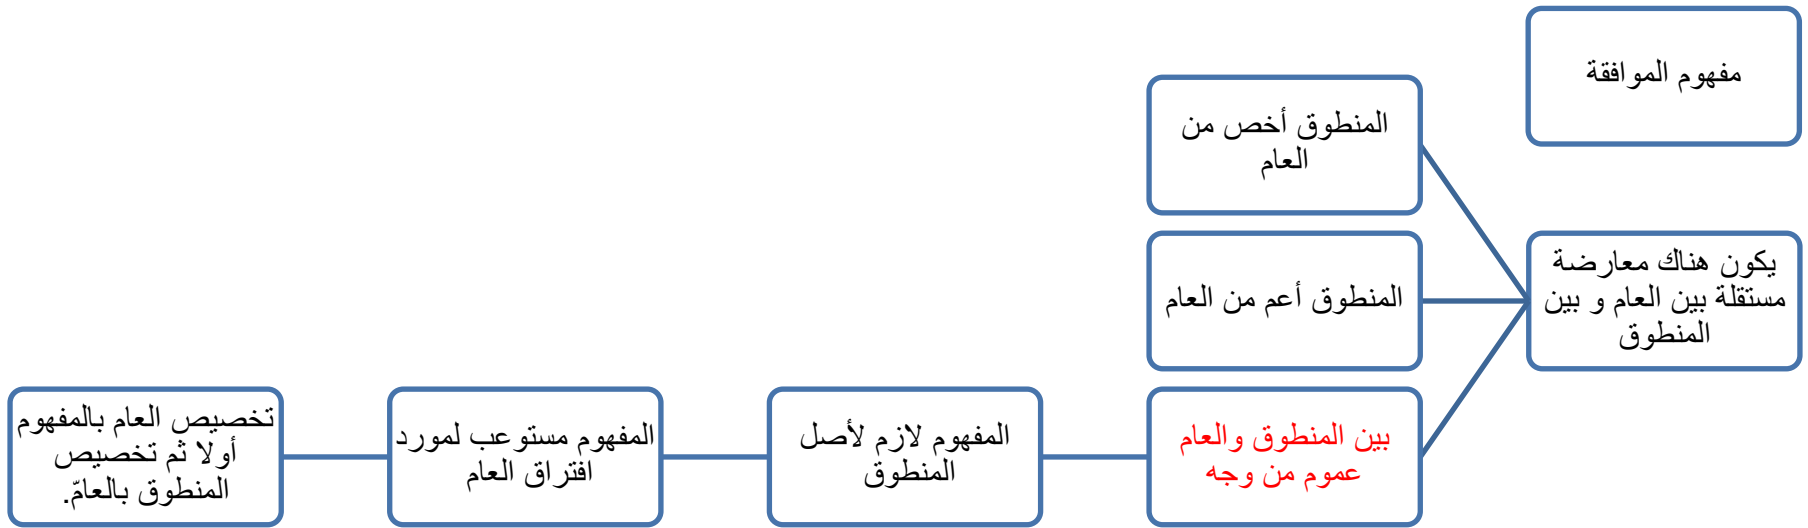 مفهوم الموافقة
يكون هناك معارضة
مستقلة بين العام و بين
المنطوق
المنطوق أخص من
العام
المنطوق أعم من العام
بين المنطوق والعام
عموم من وجه
المفهوم لازم لأصل
المنطوق
المفهوم مستوعب لمورد
افتراق العام
تخصيص العام بالمفهوم
أولا ثم تخصيص
المنطوق بالعامّ.